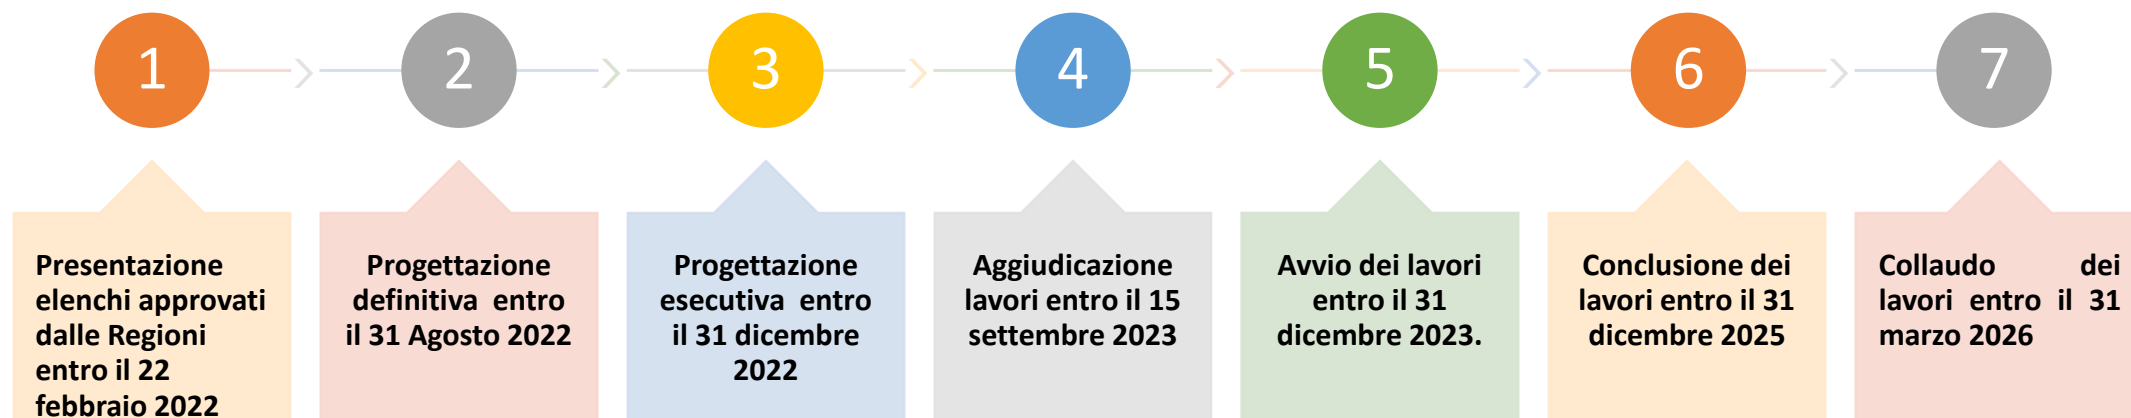 1
2
3
4
5
6
7
Presentazione
elenchi approvati
dalle Regioni
entro il 22
febbraio 2022
Progettazione
definitiva entro
il 31 Agosto 2022
Progettazione
esecutiva entro
il 31 dicembre
2022
Aggiudicazione
lavori entro il 15
settembre 2023
Avvio dei lavori
entro il 31
dicembre 2023.
Conclusione dei
lavori entro il 31
dicembre 2025
Collaudo dei
lavori entro il 31
marzo 2026